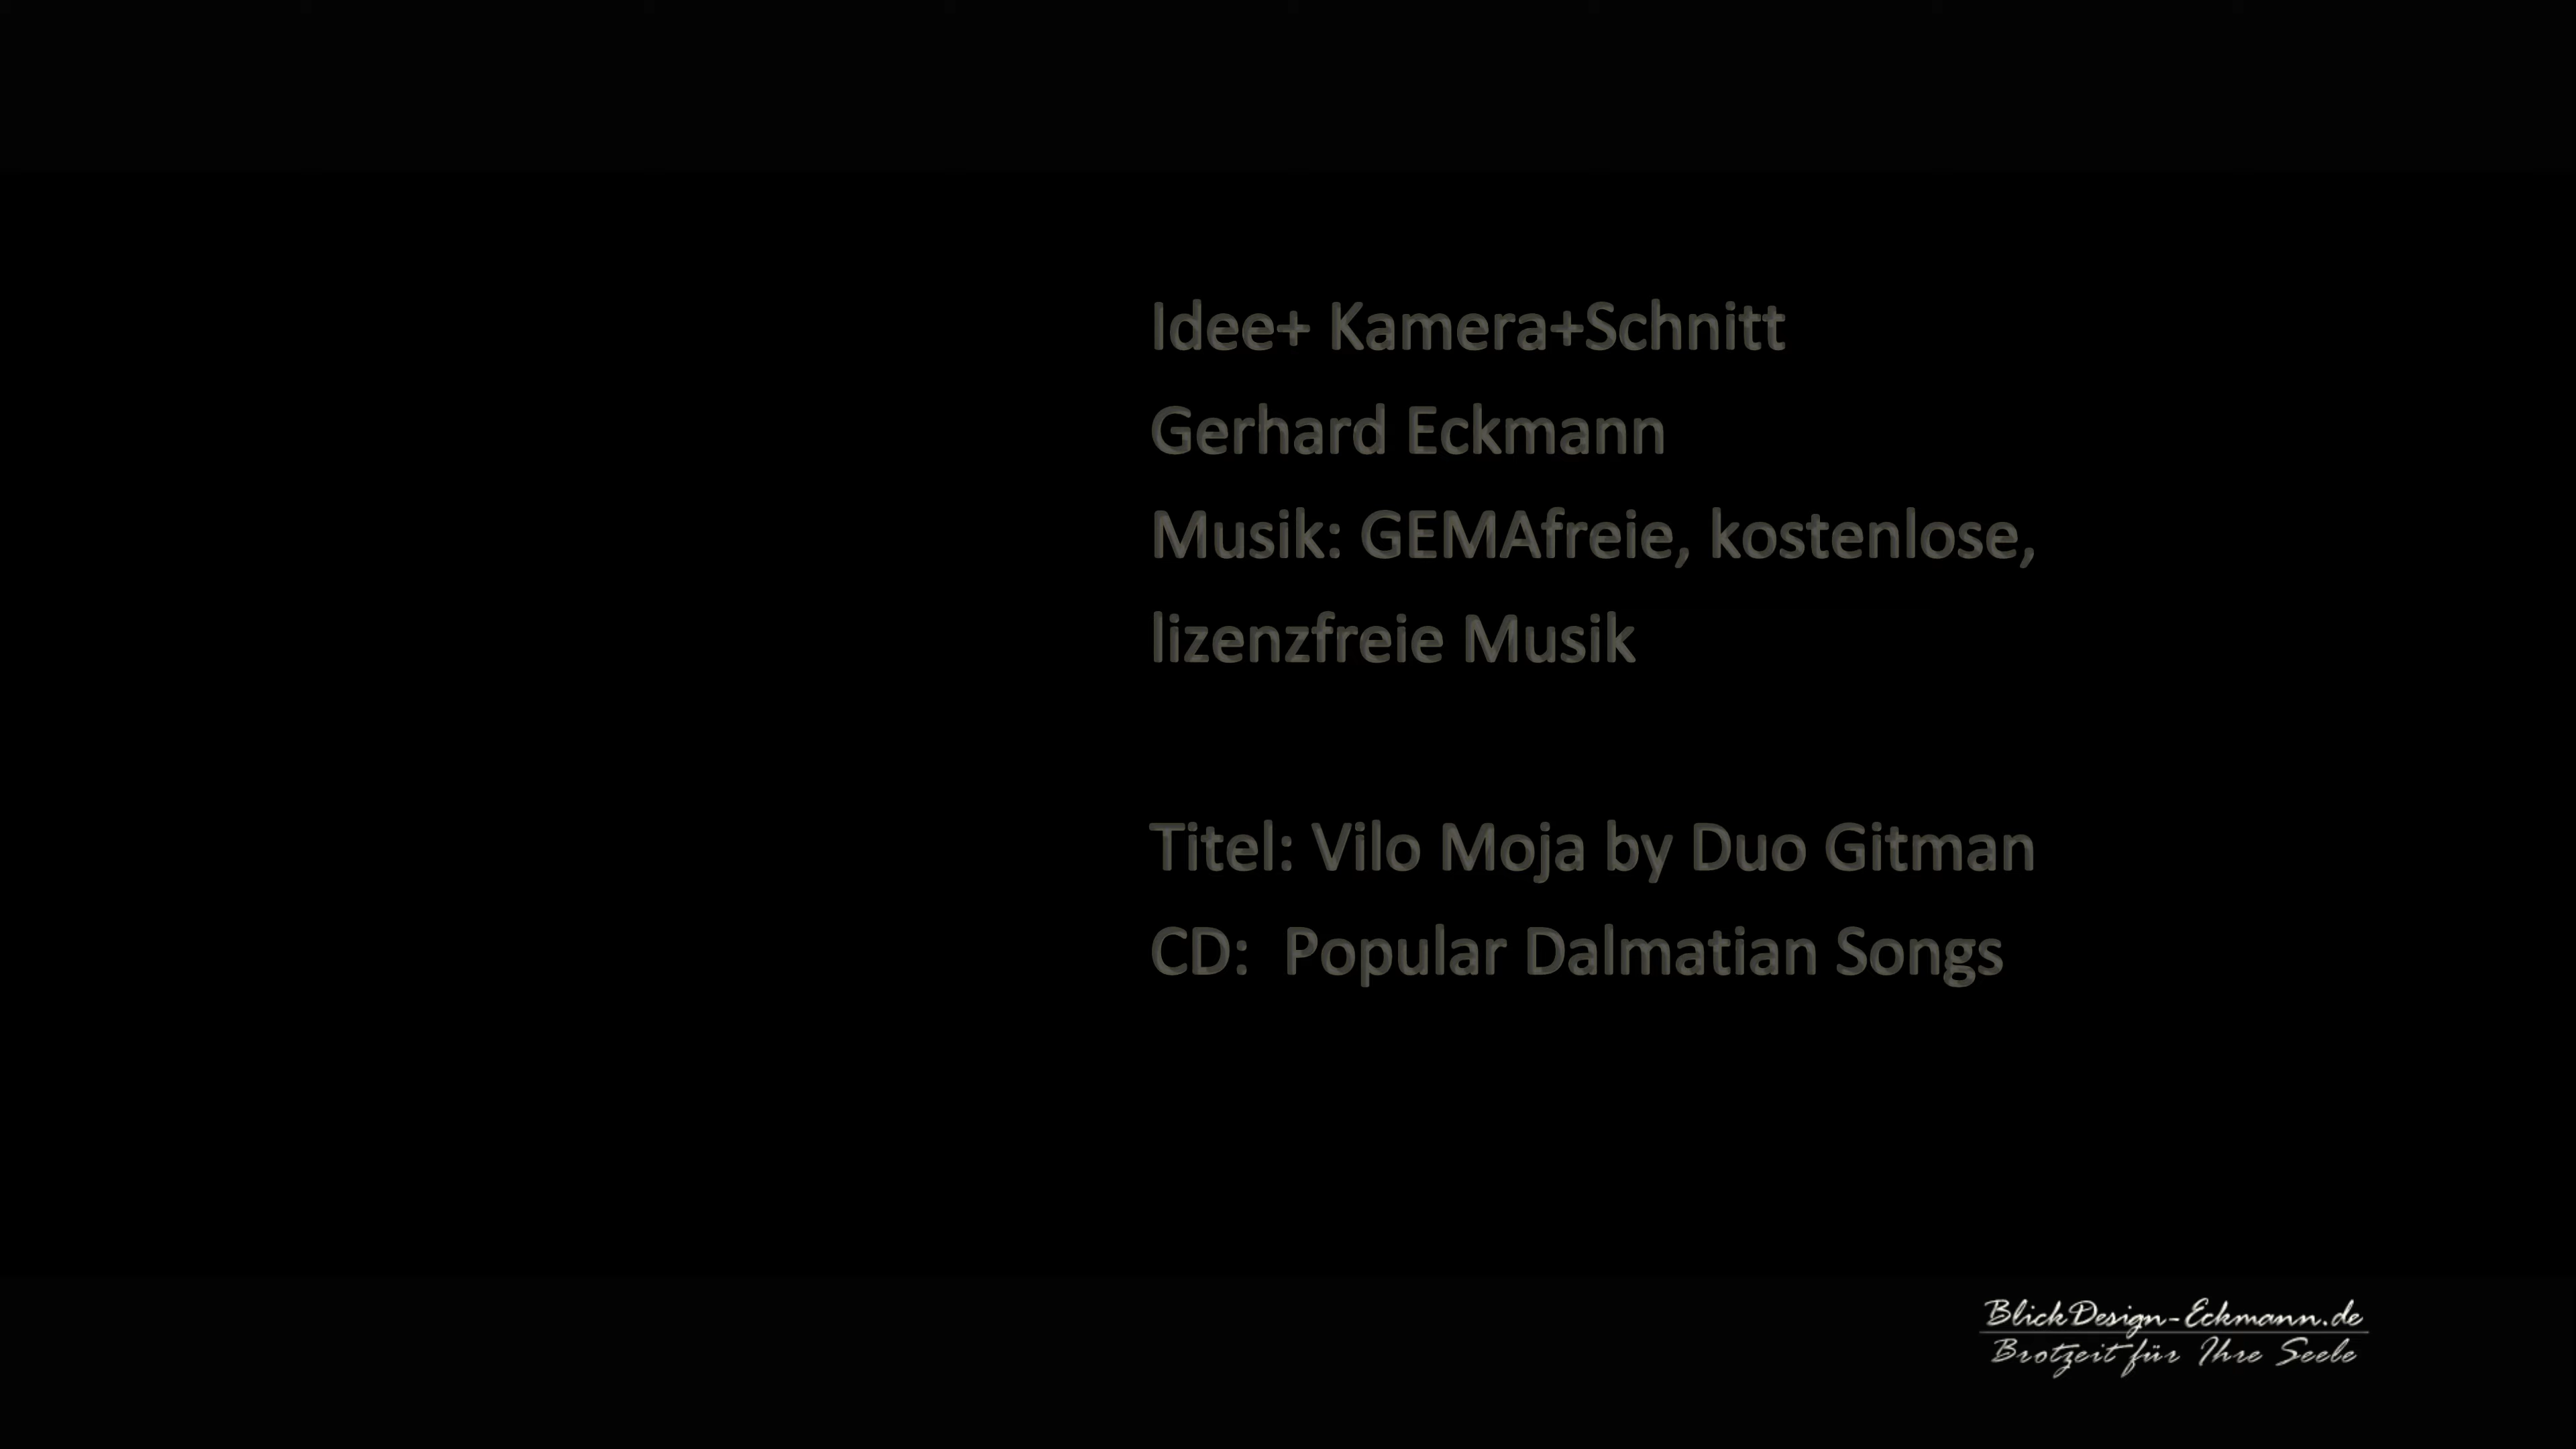 Idee+ Kamera+Schnitt
Gerhard Eckmann
Musik: GEMAfreie, kostenlose,
lizenzfreie Musik
Titel: Vilo Moja by Duo Gitman
CD:  Popular Dalmatian Songs
BlickDesign-Eckmann.de
Brotzeit für Ihre Seele